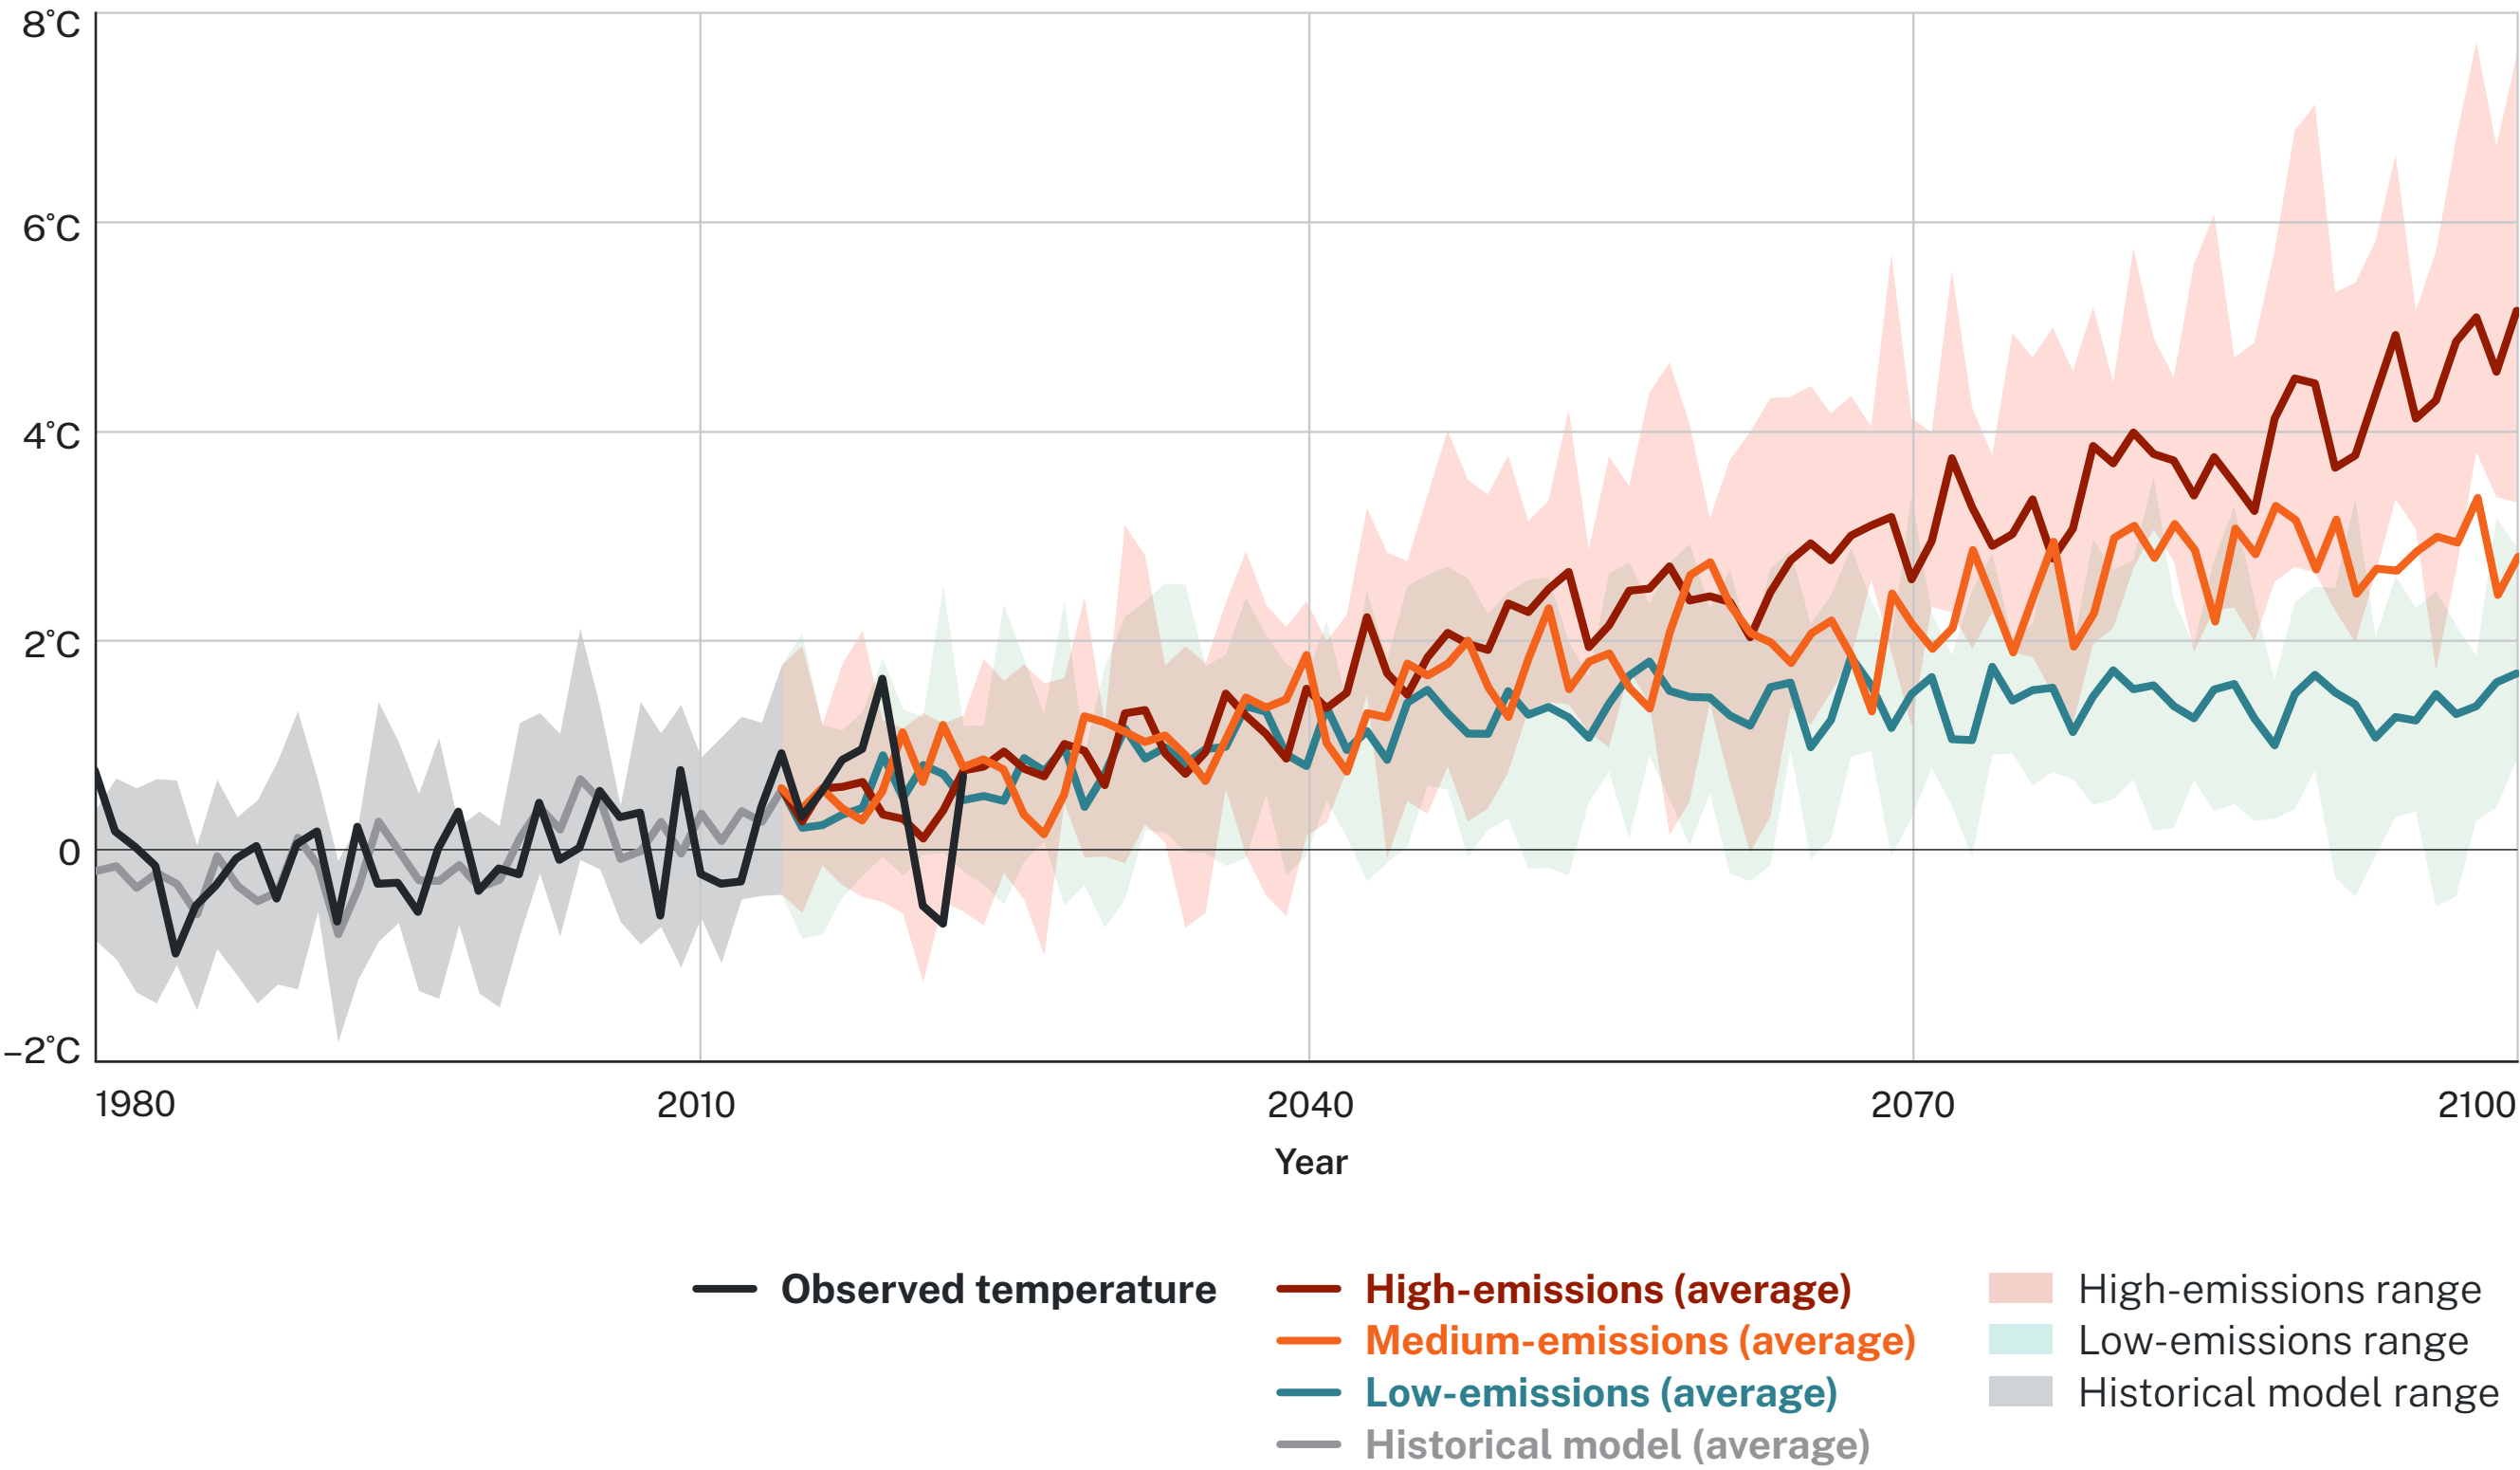 8°C
6°C
4°C
2°C
0
–2°C
1980 2010 2040 2070 2100
Year
Observed temperature
High-emissions (average)
Medium-emissions (average)
Low-emissions (average)
Historical model (average)
High-emissions range
Low-emissions range
Historical model range